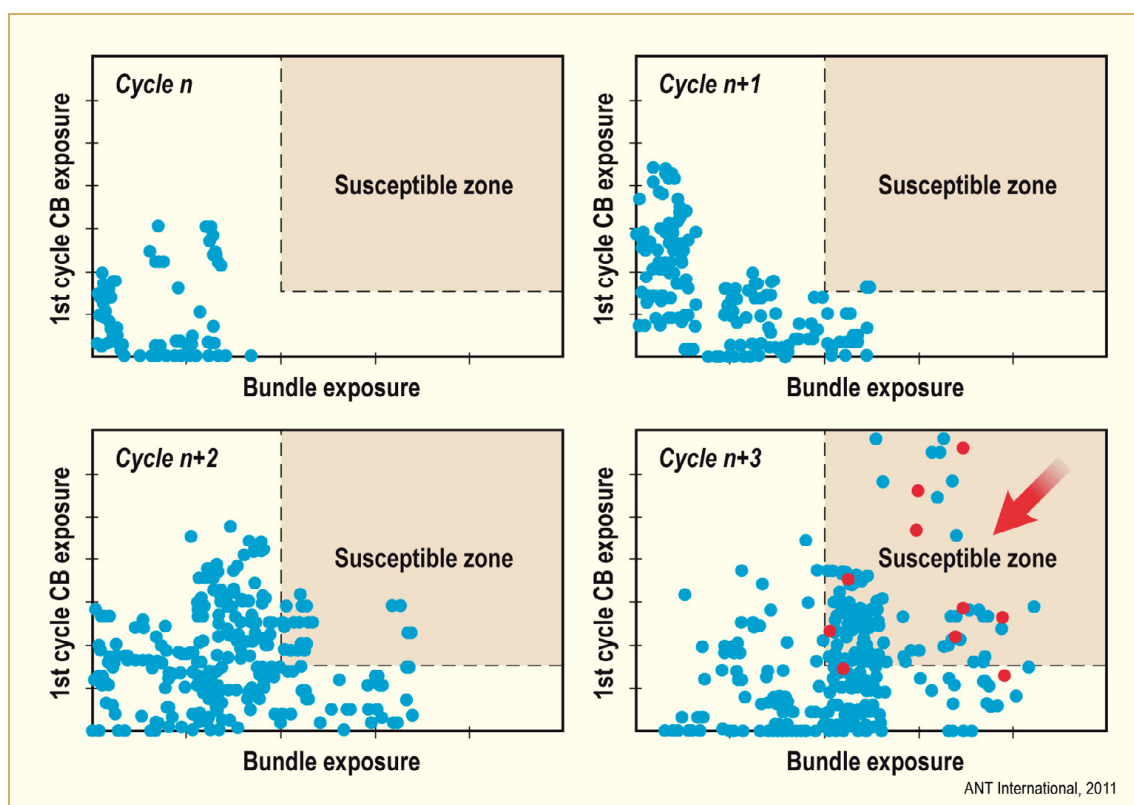 Cycle n
Susceptible zone
1st cycle CB exposure
Bundle exposure
Cycle n+1
Susceptible zone
1st cycle CB exposure
Bundle exposure
Cycle n+2
Susceptible zone
1st cycle CB exposure
Bundle exposure
Cycle n+3
Susceptible zone
1st cycle CB exposure
Bundle exposure
ANT International, 2011